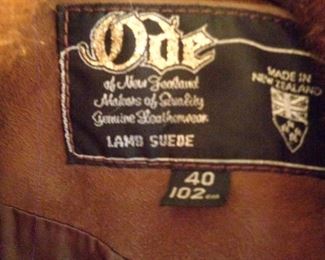 Ode
of New Zealand
Makers of Quality
Genuine Leatherwear
LAMB SUEDE
MADE IN
NEW ZEALAND
40
102cm